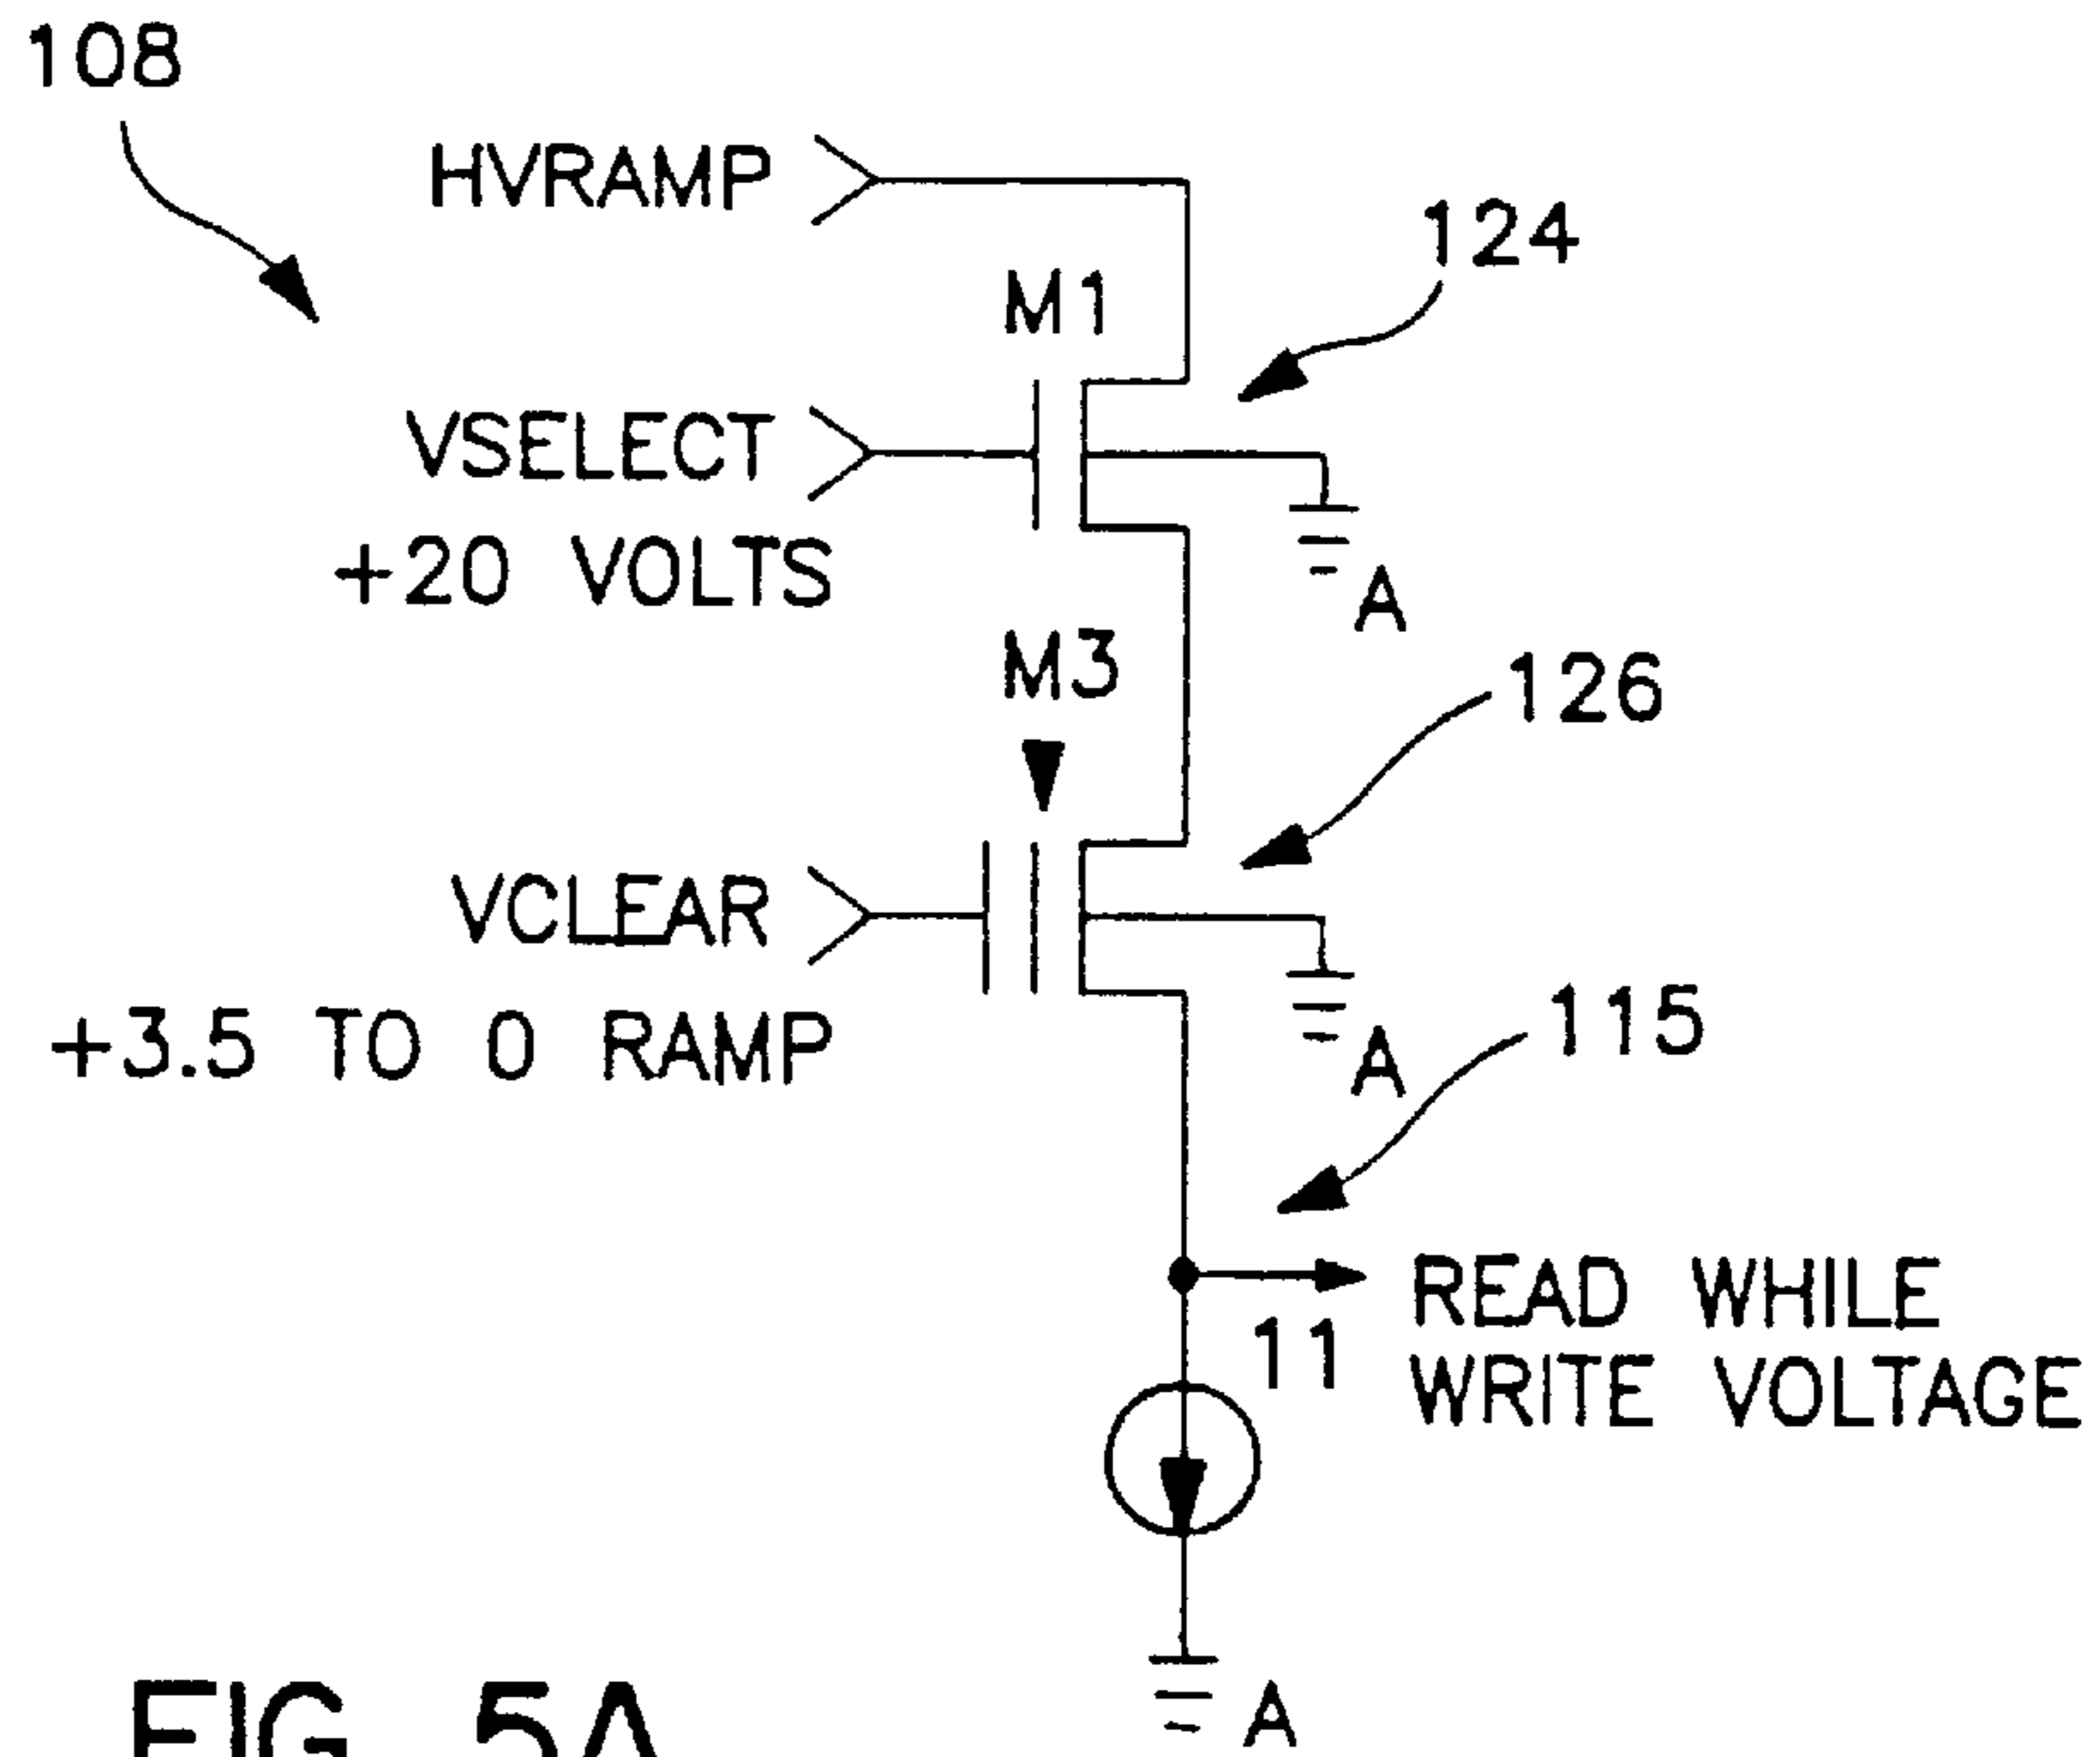 108
HVRAMP
124
M1
VSELECT
+20 VOLTS
A
M3
126
VCLEAR
+3.5 TO 0 RAMP
A
115
READ WHILE
WRITE VOLTAGE
11
A
FIG. 5A